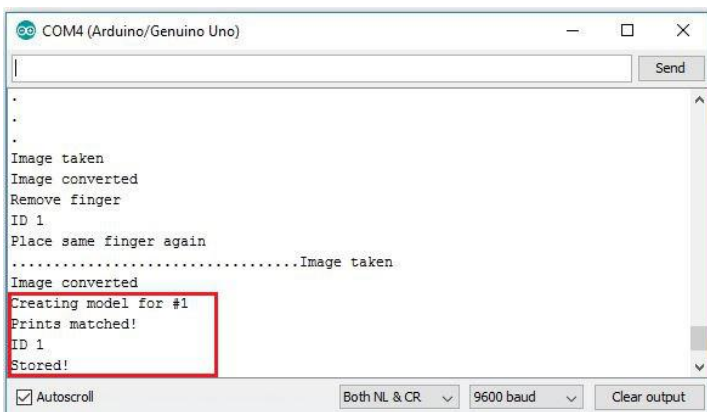 COM4 (Arduino/Genuino Uno)
Send
.
.
.
Image taken
Image converted
Remove finger
ID 1
Place same finger again
..................................Image taken
Image converted
Creating model for #1
Prints matched!
ID 1
Stored!
Autoscroll
Both NL & CR
9600 baud
Clear output